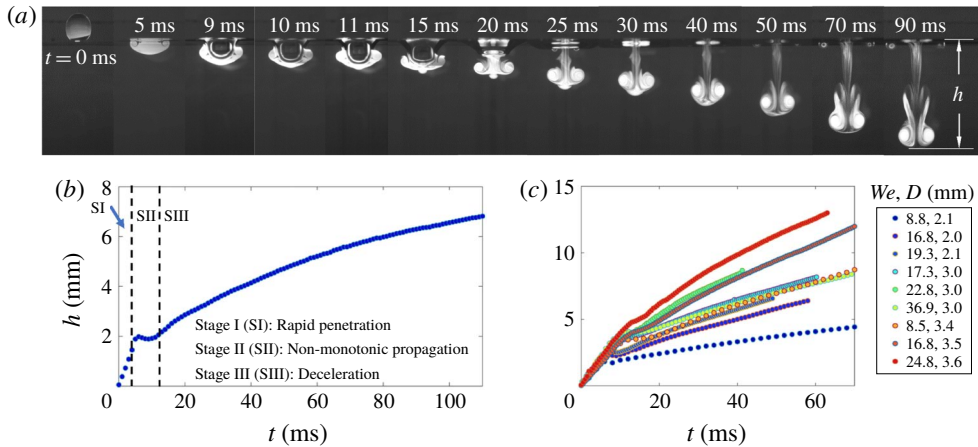 (a)
5 ms 9 ms 10 ms 11 ms 15 ms 20 ms 25 ms 30 ms 40 ms 50 ms 70 ms 90 ms
t = 0 ms
h
(b)
8
6
4
2
0
h (mm)
SI
SII
SIII
Stage I (SI): Rapid penetration
Stage II (SII): Non-monotonic propagation
Stage III (SIII): Deceleration
20 40 60 80 100
t (ms)
(c)
15
10
5
0
20 40 60
t (ms)
We, D (mm)
8.8, 2.1
16.8, 2.0
19.3, 2.1
17.3, 3.0
22.8, 3.0
36.9, 3.0
8.5, 3.4
16.8, 3.5
24.8, 3.6